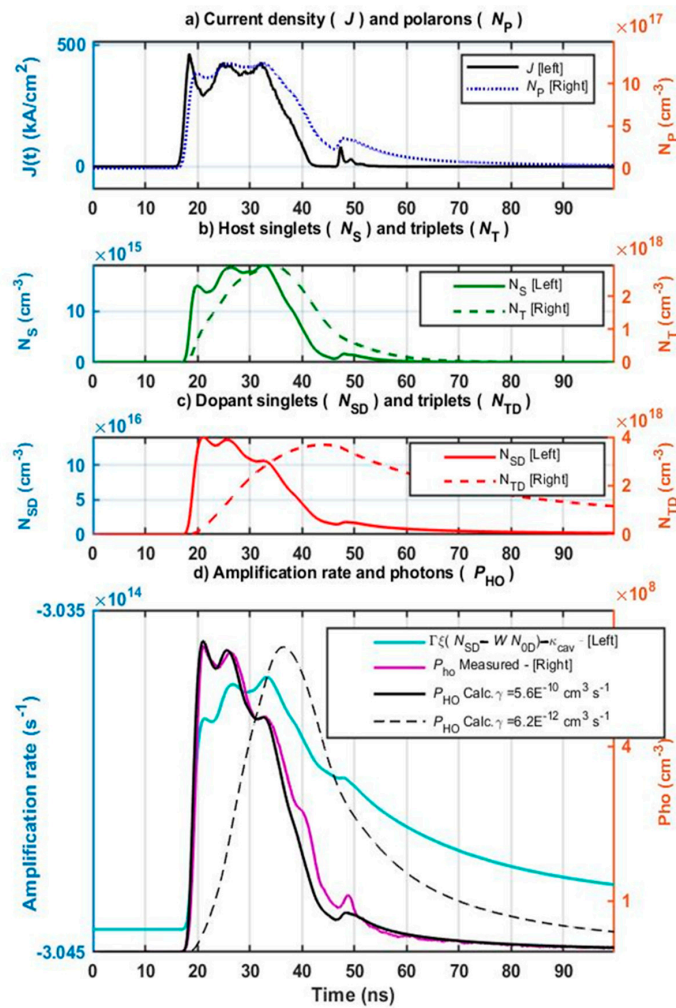 a) Current density ( J ) and polarons ( N_P )
×10^17
500
0
J(t) (kA/cm^2)
10
5
0
N_P (cm^-3)
J [left]
N_P [Right]
0 10 20 30 40 50 60 70 80 90
b) Host singlets ( N_S ) and triplets ( N_T )
×10^15
×10^18
10
0
N_S (cm^-3)
3
2
1
0
N_T (cm^-3)
N_S [Left]
N_T [Right]
0 10 20 30 40 50 60 70 80 90
c) Dopant singlets ( N_SD ) and triplets ( N_TD )
×10^16
×10^18
10
5
0
N_SD (cm^-3)
4
2
0
N_TD (cm^-3)
N_SD [Left]
N_TD [Right]
0 10 20 30 40 50 60 70 80 90
d) Amplification rate and photons ( P_HO )
×10^14
×10^8
-3.035
-3.045
Amplification rate (s^-1)
4
1
Pho (cm^-3)
Γξ( N_SD – W N_0D)–κ_cav - [Left]
P_ho Measured - [Right]
P_HO Calc. γ =5.6E^-10 cm^3 s^-1
P_HO Calc. γ =6.2E^-12 cm^3 s^-1
0 10 20 30 40 50 60 70 80 90
Time (ns)